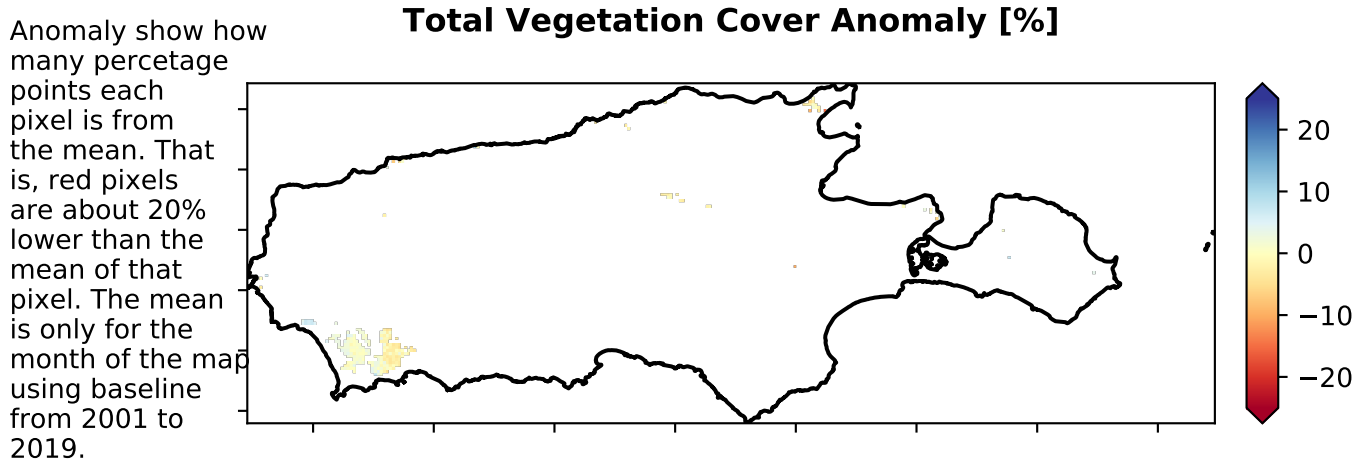 Total Vegetation Cover Anomaly [%]
Anomaly show how
many percetage
points each
pixel is from
the mean. That
is, red pixels
are about 20%
lower than the
mean of that
pixel. The mean
is only for the
month of the map
using baseline
from 2001 to
2019.
20
10
0
−10
−20